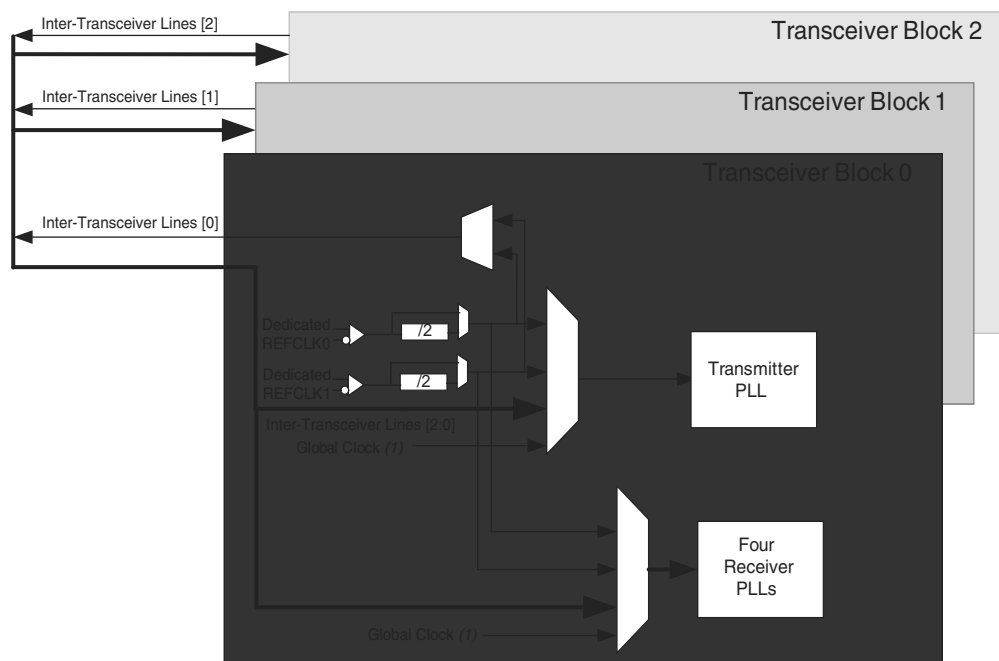 Inter-Transceiver Lines [2]
Transceiver Block 2
Inter-Transceiver Lines [1]
Transceiver Block 1
Transceiver Block 0
Inter-Transceiver Lines [0]
Dedicated
REFCLK0
/2
Dedicated
REFCLK1
/2
Transmitter
PLL
Inter-Transceiver Lines [2:0]
Global Clock (1)
Four
Receiver
PLLs
Global Clock (1)